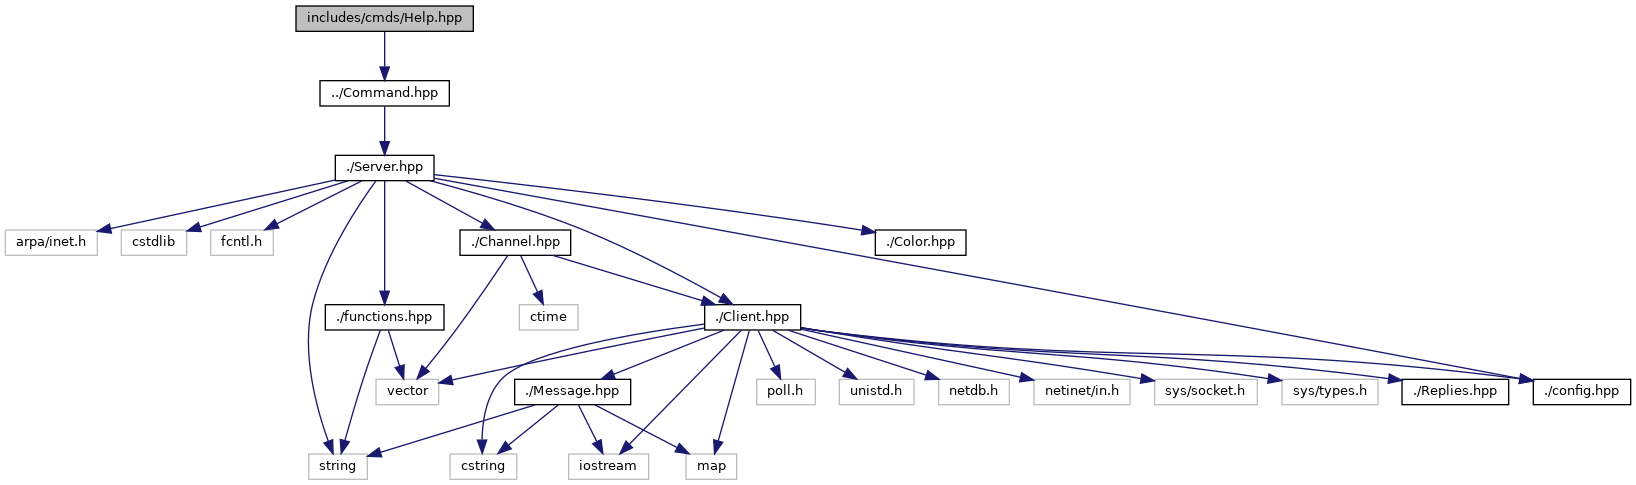 includes/cmds/Help.hpp
../Command.hpp
./Server.hpp
arpa/inet.h
cstdlib
fcntl.h
./Channel.hpp
./Color.hpp
./functions.hpp
ctime
./Client.hpp
vector
./Message.hpp
poll.h
unistd.h
netdb.h
netinet/in.h
sys/socket.h
sys/types.h
./Replies.hpp
./config.hpp
string
cstring
iostream
map